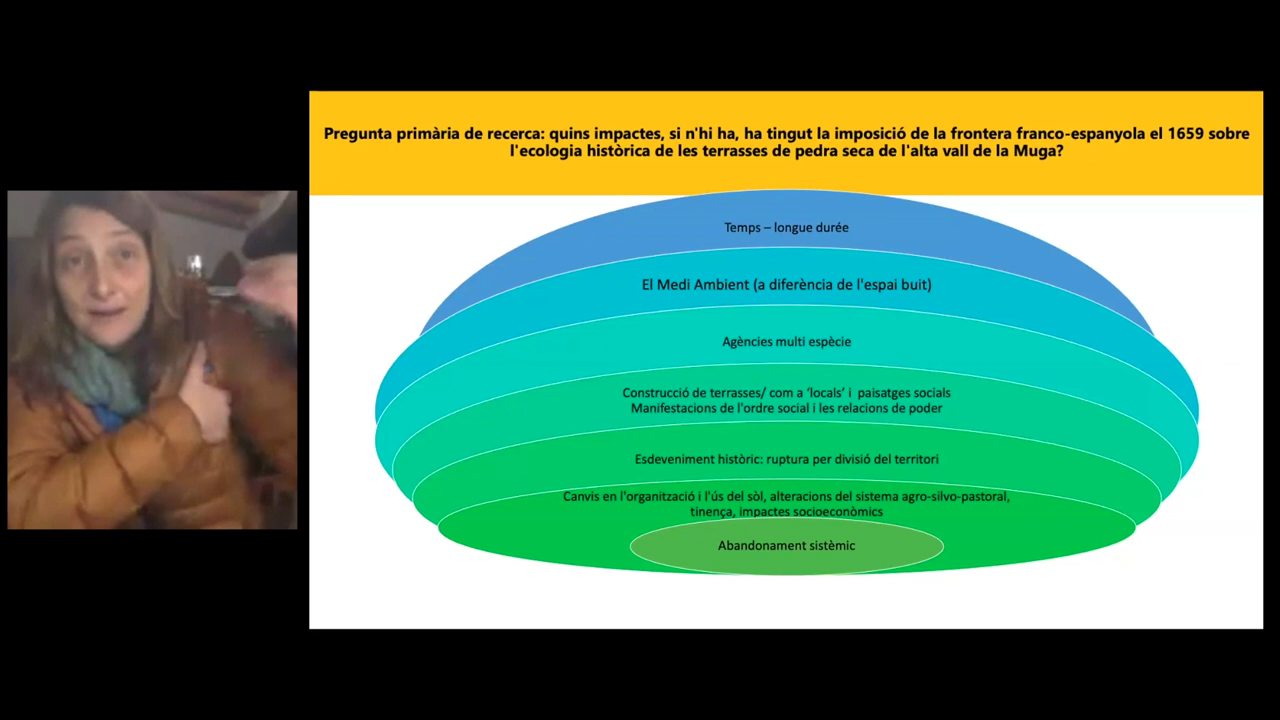 Pregunta primària de recerca: quins impactes, si n'hi ha, ha tingut la imposició de la frontera franco-espanyola el 1659 sobre
l'ecologia històrica de les terrasses de pedra seca de l'alta vall de la Muga?
Temps – longue durée
El Medi Ambient (a diferència de l'espai buit)
Agències multi espècie
Construcció de terrasses/ com a ‘locals’ i  paisatges socials
Manifestacions de l'ordre social i les relacions de poder
Esdeveniment històric: ruptura per divisió del territori
Canvis en l'organització i l'ús del sòl, alteracions del sistema agro-silvo-pastoral,
tinença, impactes socioeconòmics
Abandonament sistèmic